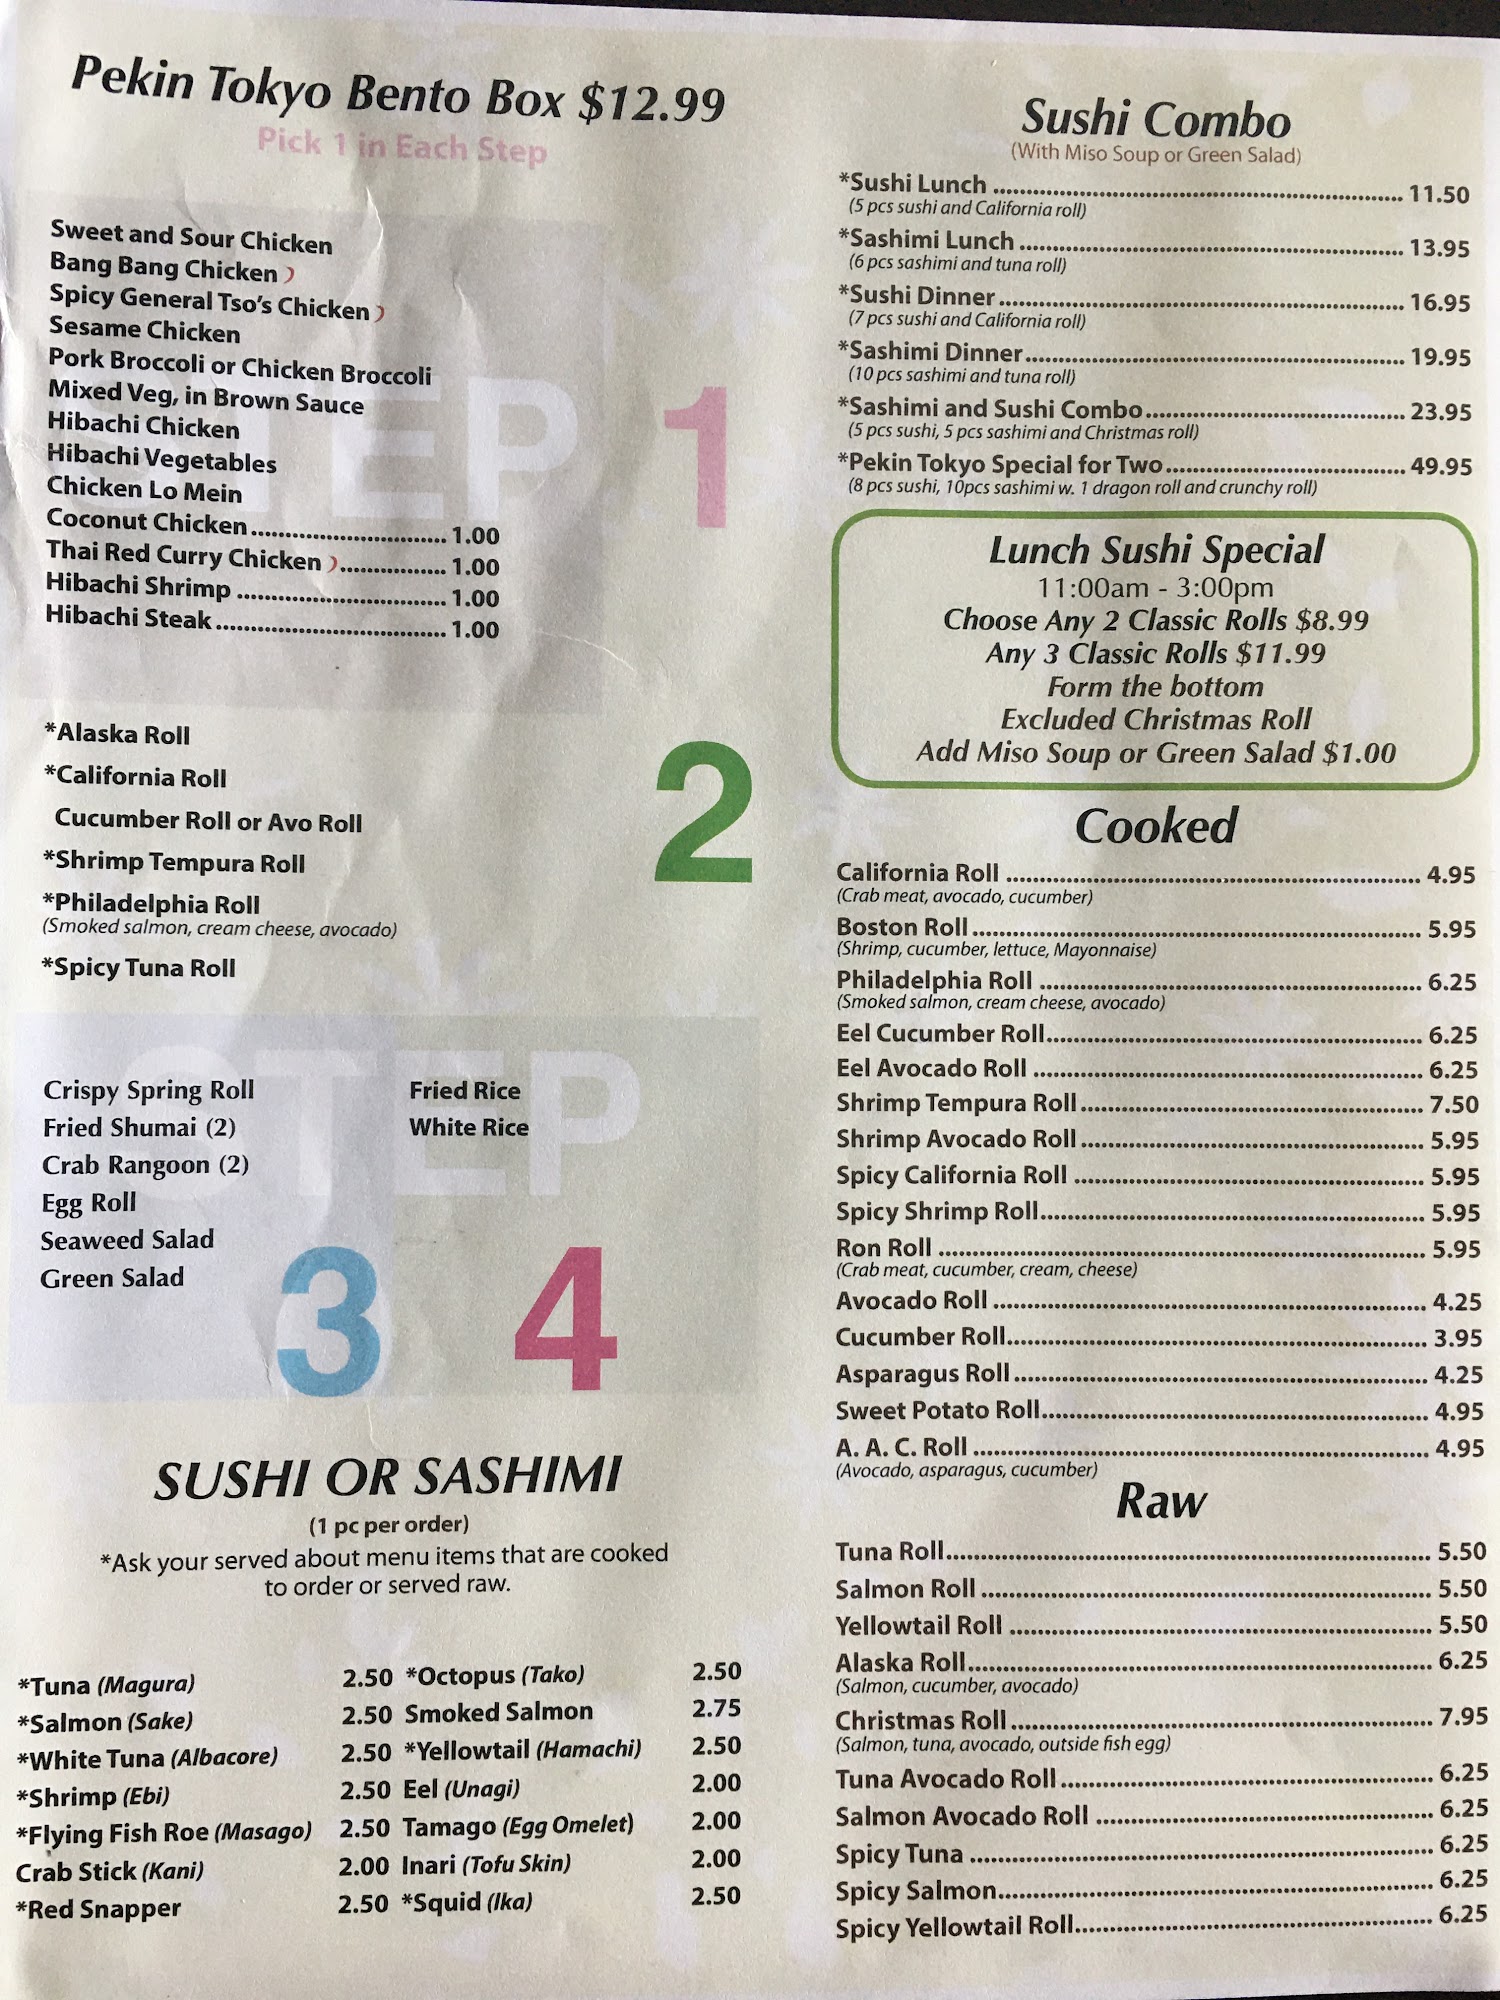 Pekin Tokyo Bento Box $12.99
Pick 1 in Each Step
STEP 1
Sweet and Sour Chicken
Bang Bang Chicken
Spicy General Tso's Chicken
Sesame Chicken
Pork Broccoli or Chicken Broccoli
Mixed Veg, in Brown Sauce
Hibachi Chicken
Hibachi Vegetables
Chicken Lo Mein
Coconut Chicken 1.00
Thai Red Curry Chicken 1.00
Hibachi Shrimp 1.00
Hibachi Steak 1.00
2
*Alaska Roll
*California Roll
Cucumber Roll or Avo Roll
*Shrimp Tempura Roll
*Philadelphia Roll
(Smoked salmon, cream cheese, avocado)
*Spicy Tuna Roll
STEP
Crispy Spring Roll
Fried Shumai (2)
Crab Rangoon (2)
Egg Roll
Seaweed Salad
Green Salad
3
Fried Rice
White Rice
4
SUSHI OR SASHIMI
(1 pc per order)
*Ask your served about menu items that are cooked
to order or served raw.
*Tuna (Magura) 2.50
*Salmon (Sake) 2.50
*White Tuna (Albacore) 2.50
*Shrimp (Ebi) 2.50
*Flying Fish Roe (Masago) 2.50
Crab Stick (Kani) 2.00
*Red Snapper 2.50
*Octopus (Tako) 2.50
Smoked Salmon 2.75
*Yellowtail (Hamachi) 2.50
Eel (Unagi) 2.00
Tamago (Egg Omelet) 2.00
Inari (Tofu Skin) 2.00
*Squid (Ika) 2.50
Sushi Combo
(With Miso Soup or Green Salad)
*Sushi Lunch 11.50
(5 pcs sushi and California roll)
*Sashimi Lunch 13.95
(6 pcs sashimi and tuna roll)
*Sushi Dinner 16.95
(7 pcs sushi and California roll)
*Sashimi Dinner 19.95
(10 pcs sashimi and tuna roll)
*Sashimi and Sushi Combo 23.95
(5 pcs sushi, 5 pcs sashimi and Christmas roll)
*Pekin Tokyo Special for Two 49.95
(8 pcs sushi, 10pcs sashimi w. 1 dragon roll and crunchy roll)
Lunch Sushi Special
11:00am - 3:00pm
Choose Any 2 Classic Rolls $8.99
Any 3 Classic Rolls $11.99
Form the bottom
Excluded Christmas Roll
Add Miso Soup or Green Salad $1.00
Cooked
California Roll 4.95
(Crab meat, avocado, cucumber)
Boston Roll 5.95
(Shrimp, cucumber, lettuce, Mayonnaise)
Philadelphia Roll 6.25
(Smoked salmon, cream cheese, avocado)
Eel Cucumber Roll 6.25
Eel Avocado Roll 6.25
Shrimp Tempura Roll 7.50
Shrimp Avocado Roll 5.95
Spicy California Roll 5.95
Spicy Shrimp Roll 5.95
Ron Roll 5.95
(Crab meat, cucumber, cream, cheese)
Avocado Roll 4.25
Cucumber Roll 3.95
Asparagus Roll 4.25
Sweet Potato Roll 4.95
A. A. C. Roll 4.95
(Avocado, asparagus, cucumber)
Raw
Tuna Roll 5.50
Salmon Roll 5.50
Yellowtail Roll 5.50
Alaska Roll 6.25
(Salmon, cucumber, avocado)
Christmas Roll 7.95
(Salmon, tuna, avocado, outside fish egg)
Tuna Avocado Roll 6.25
Salmon Avocado Roll 6.25
Spicy Tuna 6.25
Spicy Salmon 6.25
Spicy Yellowtail Roll 6.25